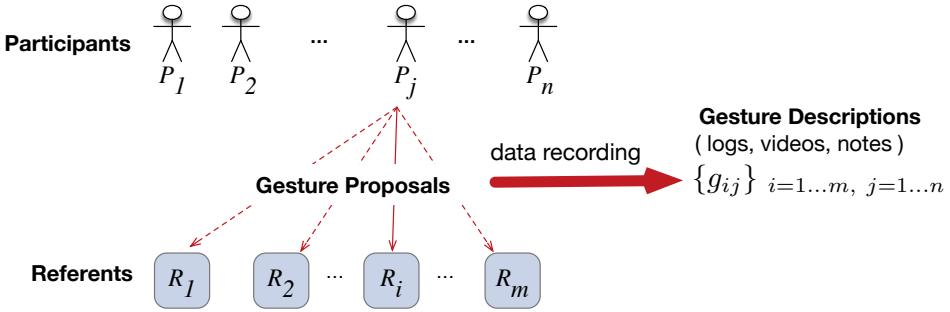 Participants ... ...
P1 P2 Pj Pn
Gesture Descriptions
( logs, videos, notes )
data recording
{gij} i=1...m, j=1...n
Gesture Proposals
Referents R1 R2 ... Ri ... Rm